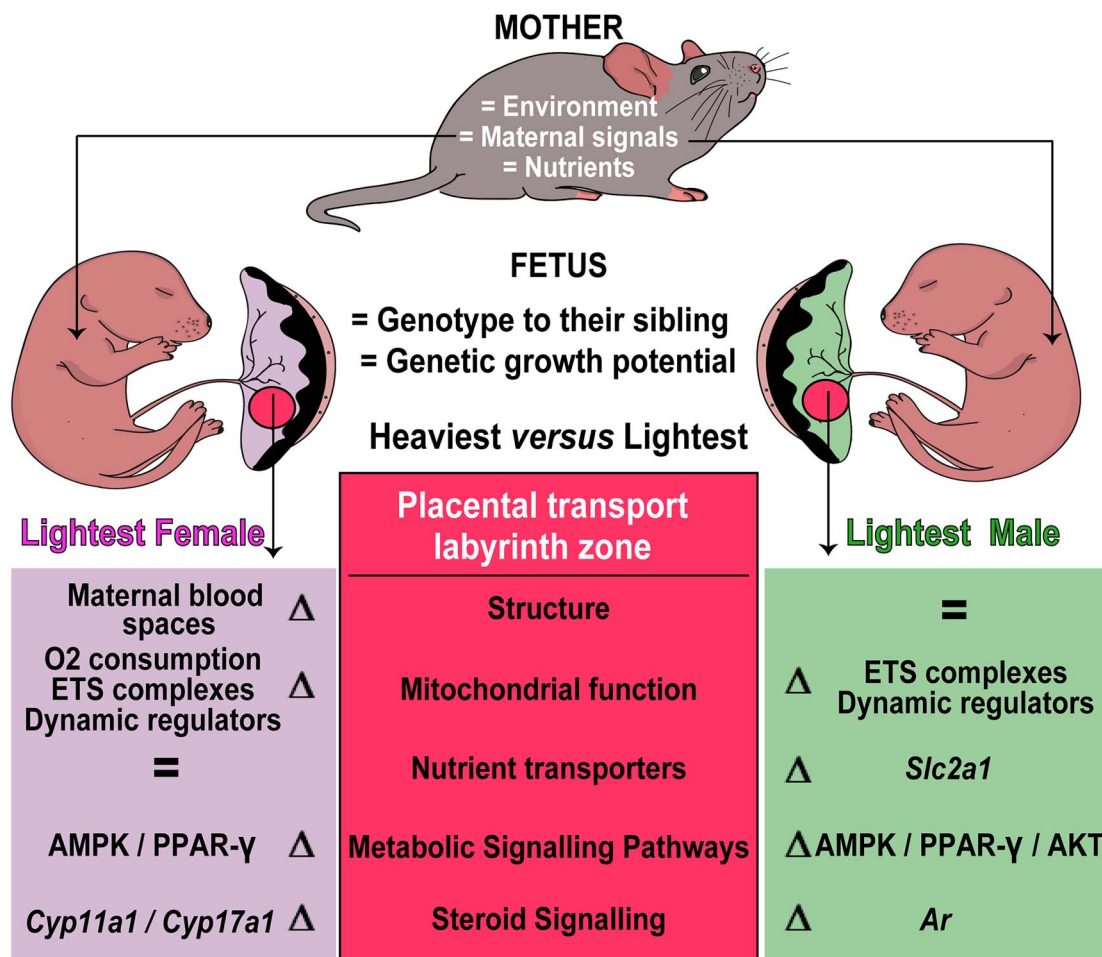 MOTHER
= Environment
= Maternal signals
= Nutrients
FETUS
= Genotype to their sibling
= Genetic growth potential
Heaviest versus Lightest
Lightest Female
Placental transport
labyrinth zone
Lightest Male
Maternal blood
spaces
Δ
Structure
=
O2 consumption
ETS complexes
Dynamic regulators
Δ
Mitochondrial function
Δ
ETS complexes
Dynamic regulators
=
Nutrient transporters
Δ Slc2a1
AMPK / PPAR-γ Δ
Metabolic Signalling Pathways
Δ AMPK / PPAR-γ / AKT
Cyp11a1 / Cyp17a1 Δ
Steroid Signalling
Δ Ar